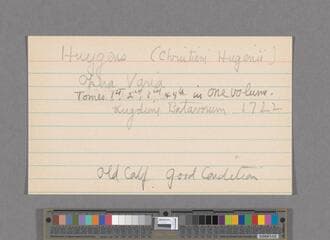 Huygens (Christiani Hugenii)
Opera Varia
Tomes 1st 2nd 3rd & 4th in one volume.
Lugduni Batavorum 1722
Old Calf. Good Condition